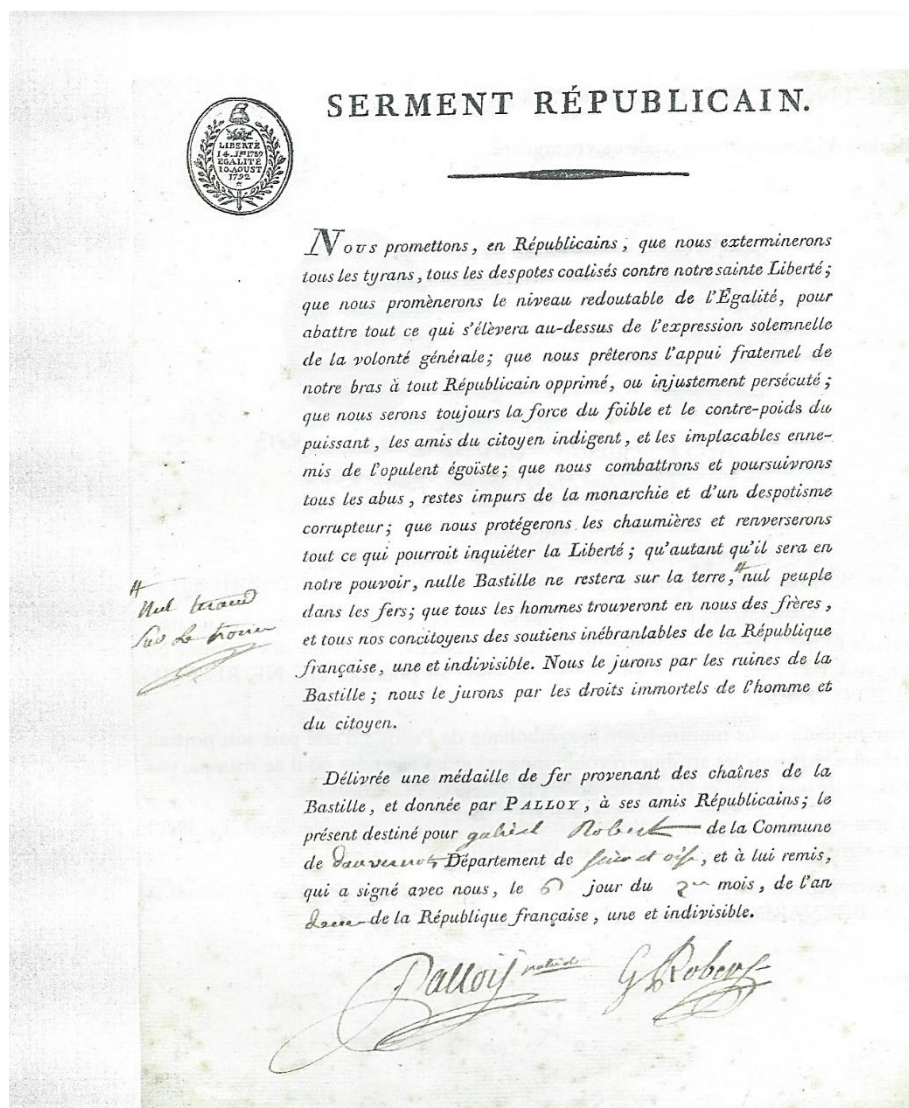 SERMENT RÉPUBLICAIN.
LIBERTÉ
14. JET 1789
EGALITÉ
10. AOUST
1792
Nous promettons, en Républicains, que nous exterminerons
tous les tyrans, tous les despotes coalisés contre notre sainte Liberté;
que nous promènerons le niveau redoutable de l'Égalité, pour
abattre tout ce qui s'élèvera au-dessus de l'expression solemnelle
de la volonté générale; que nous prêterons l'appui fraternel de
notre bras à tout Républicain opprimé, ou injustement persécuté;
que nous serons toujours la force du foible et le contre-poids du
puissant, les amis du citoyen indigent, et les implacables enne-
mis de l'opulent égoïste; que nous combattrons et poursuivrons
tous les abus, restes impurs de la monarchie et d'un despotisme
corrupteur; que nous protégerons les chaumières et renverserons
tout ce qui pourroit inquiéter la Liberté; qu'autant qu'il sera en
notre pouvoir, nulle Bastille ne restera sur la terre, # nul peuple
dans les fers; que tous les hommes trouveront en nous des frères,
et tous nos concitoyens des soutiens inébranlables de la République
française, une et indivisible. Nous le jurons par les ruines de la
Bastille; nous le jurons par les droits immortels de l'homme et
du citoyen.
#
Nul
Sur Le
Délivrée une médaille de fer provenant des chaînes de la
Bastille, et donnée par PALLOY, à ses amis Républicains; le
présent destiné pour gabriel Robert de la Commune
de Département de seine et oise, et à lui remis,
qui a signé avec nous, le 6 jour du 2me mois, de l'an
deux de la République française, une et indivisible.
Palloy patriote
G Robert